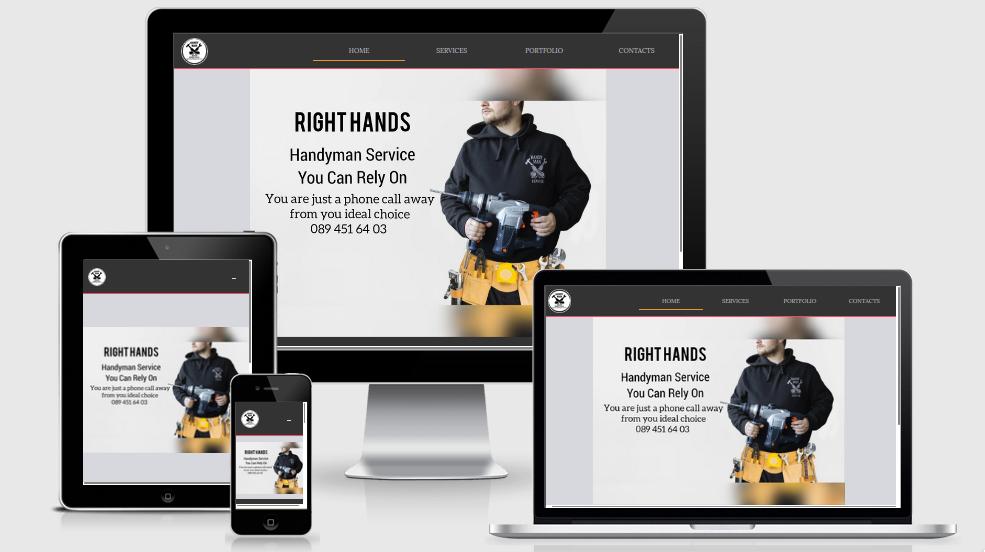 HOME SERVICES PORTFOLIO CONTACTS
RIGHT HANDS
Handyman Service
You Can Rely On
You are just a phone call away
from you ideal choice
089 451 64 03
HANDY
MAN
SERVICE
RIGHT HANDS
Handyman Service
You Can Rely On
You are just a phone call away
from you ideal choice
089 451 64 03
RIGHT HANDS
Handyman Service
You Can Rely On
HOME SERVICES PORTFOLIO CONTACTS
RIGHT HANDS
Handyman Service
You Can Rely On
You are just a phone call away
from you ideal choice
089 451 64 03